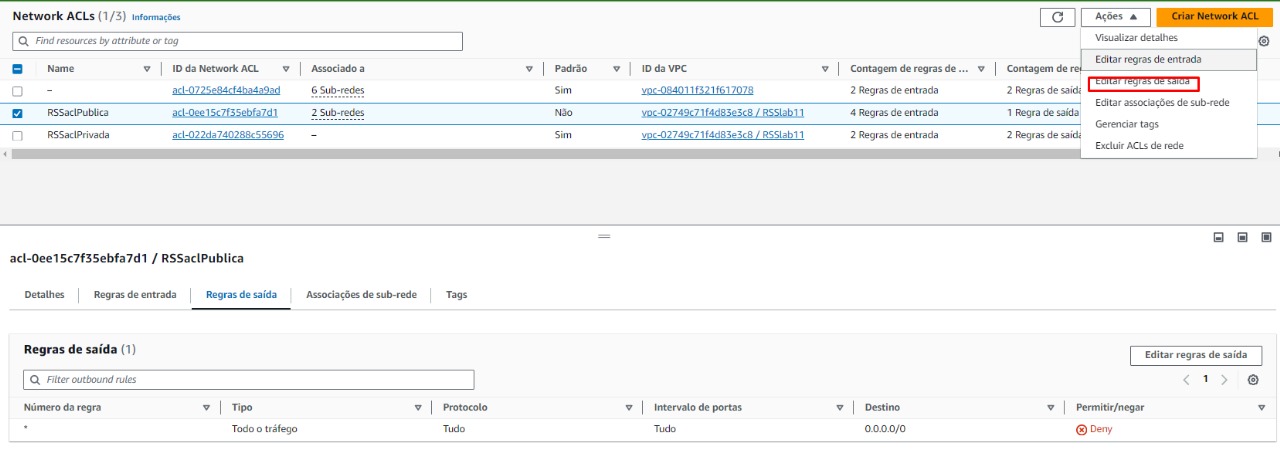 Network ACLs (1/3) Informações
Ações ▲
Criar Network ACL
Find resources by attribute or tag
Visualizar detalhes
Editar regras de entrada
Editar regras de saída
Editar associações de sub-rede
Gerenciar tags
Excluir ACLs de rede
Name ID da Network ACL Associado a Padrão ID da VPC Contagem de regras de ... Contagem de re
– acl-0725e84cf4ba4a9ad 6 Sub-redes Sim vpc-084011f321f617078 2 Regras de entrada 2 Regras de saída
RSSaclPublica acl-0ee15c7f35ebfa7d1 2 Sub-redes Não vpc-02749c71f4d83e3c8 / RSSlab11 4 Regras de entrada 1 Regra de saída
RSSaclPrivada acl-022da740288c55696 – Sim vpc-02749c71f4d83e3c8 / RSSlab11 2 Regras de entrada 2 Regras de saída
acl-0ee15c7f35ebfa7d1 / RSSaclPublica
Detalhes Regras de entrada Regras de saída Associações de sub-rede Tags
Regras de saída (1)
Editar regras de saída
Filter outbound rules
1
Número da regra Tipo Protocolo Intervalo de portas Destino Permitir/negar
* Todo o tráfego Tudo Tudo 0.0.0.0/0 Deny